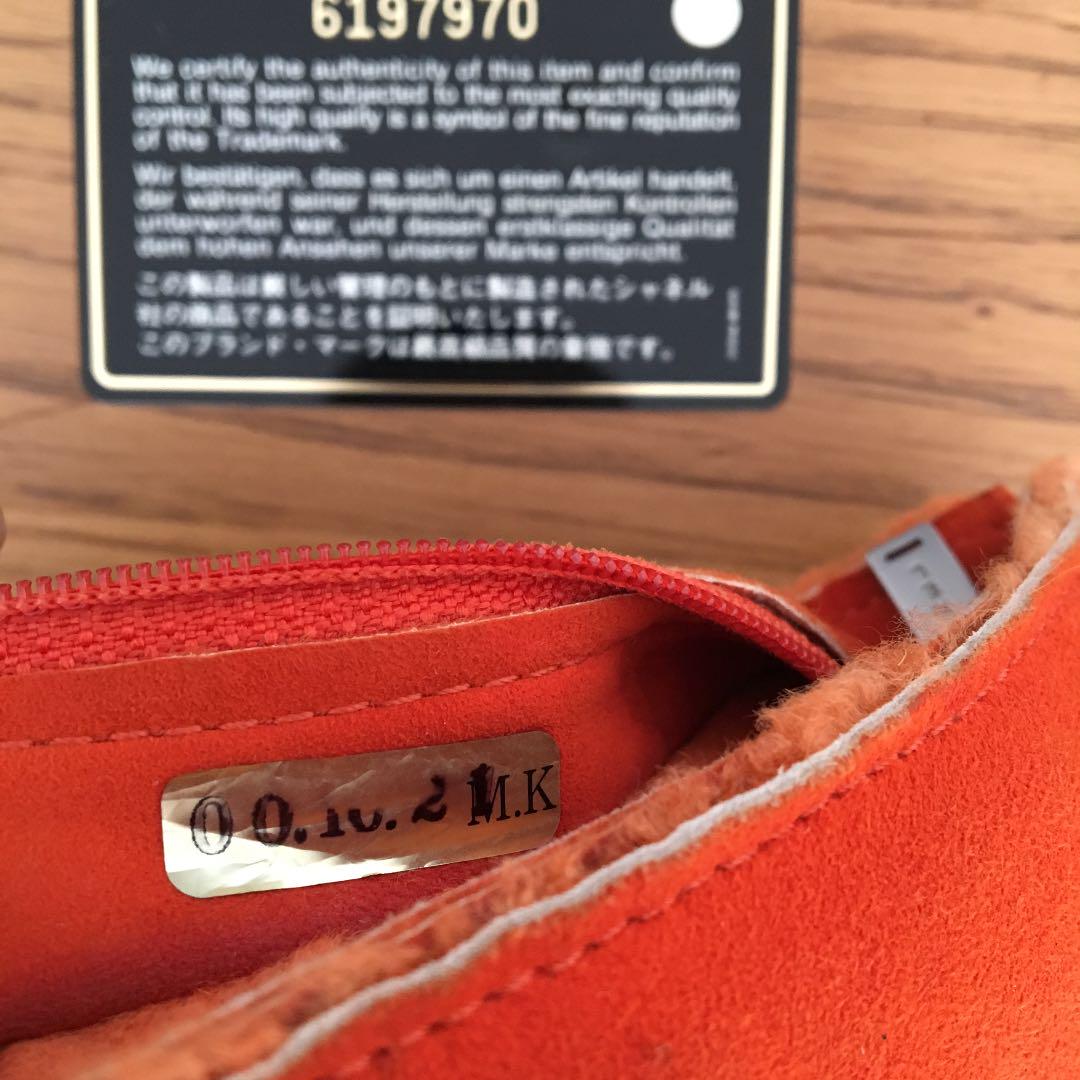 6197970
We certify the authenticity of this item and confirm
that it has been subjected to the most exacting quality
control. Its high quality is a symbol of the fine reputation
of the Trademark.
Wir bestätigen, dass es sich um einen Artikel handelt,
der während seiner Herstellung strengsten Kontrollen
unterworfen war, und dessen erstklassige Qualität
dem hohen Ansehen unserer Marke entspricht.
この製品は厳しい管理のもとに製造されたシャネル
社の商品であることを証明いたします。
このブランド・マークは最高級品質の象徴です。
0 0.10.21 M.K